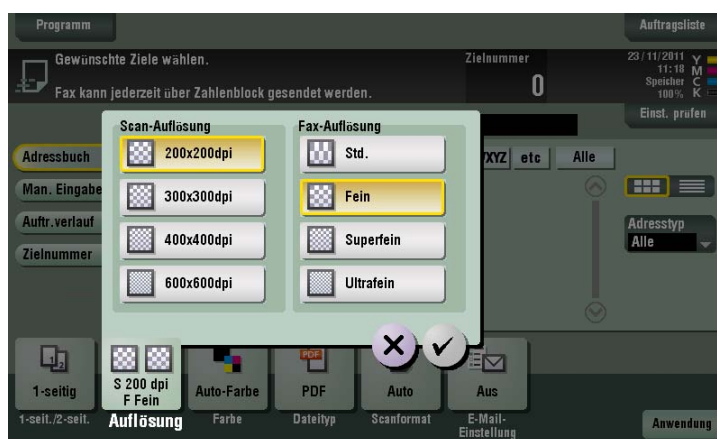 Programm
Auftragsliste
Gewünschte Ziele wählen.
Fax kann jederzeit über Zahlenblock gesendet werden.
Zielnummer
0
23/11/2011
11:18
Speicher
100%
Y
M
C
K
Einst. prüfen
Scan-Auflösung
Fax-Auflösung
200x200dpi
Std.
300x300dpi
Fein
400x400dpi
Superfein
600x600dpi
Ultrafein
Adressbuch
Man. Eingabe
Auftr.verlauf
Zielnummer
XYZ
etc
Alle
Adresstyp
Alle
1-seitig
S 200 dpi
F Fein
Auto-Farbe
PDF
PDF
Auto
Aus
1-seit./2-seit.
Auflösung
Farbe
Dateityp
Scanformat
E-Mail-
Einstellung
Anwendung